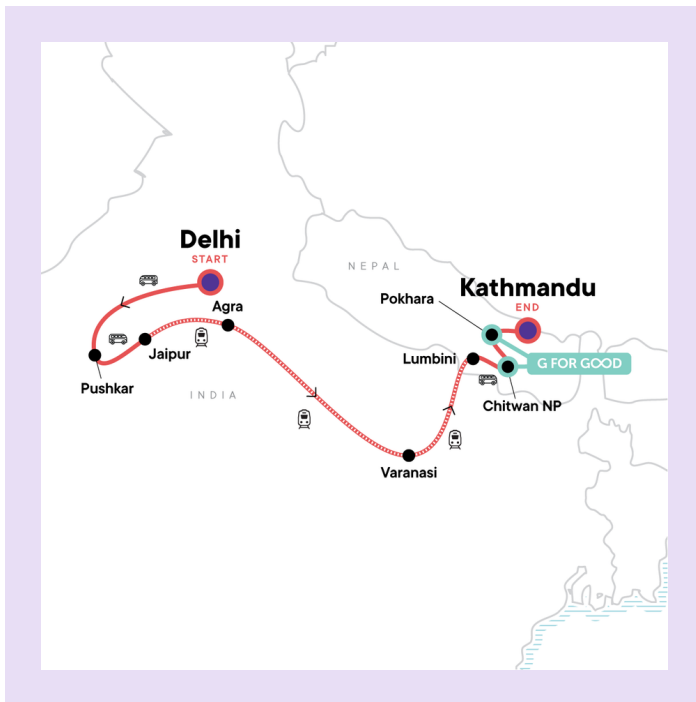 Delhi
START
NEPAL
Agra
Kathmandu
END
Pokhara
Jaipur
Lumbini
G FOR GOOD
Pushkar
INDIA
Chitwan NP
Varanasi